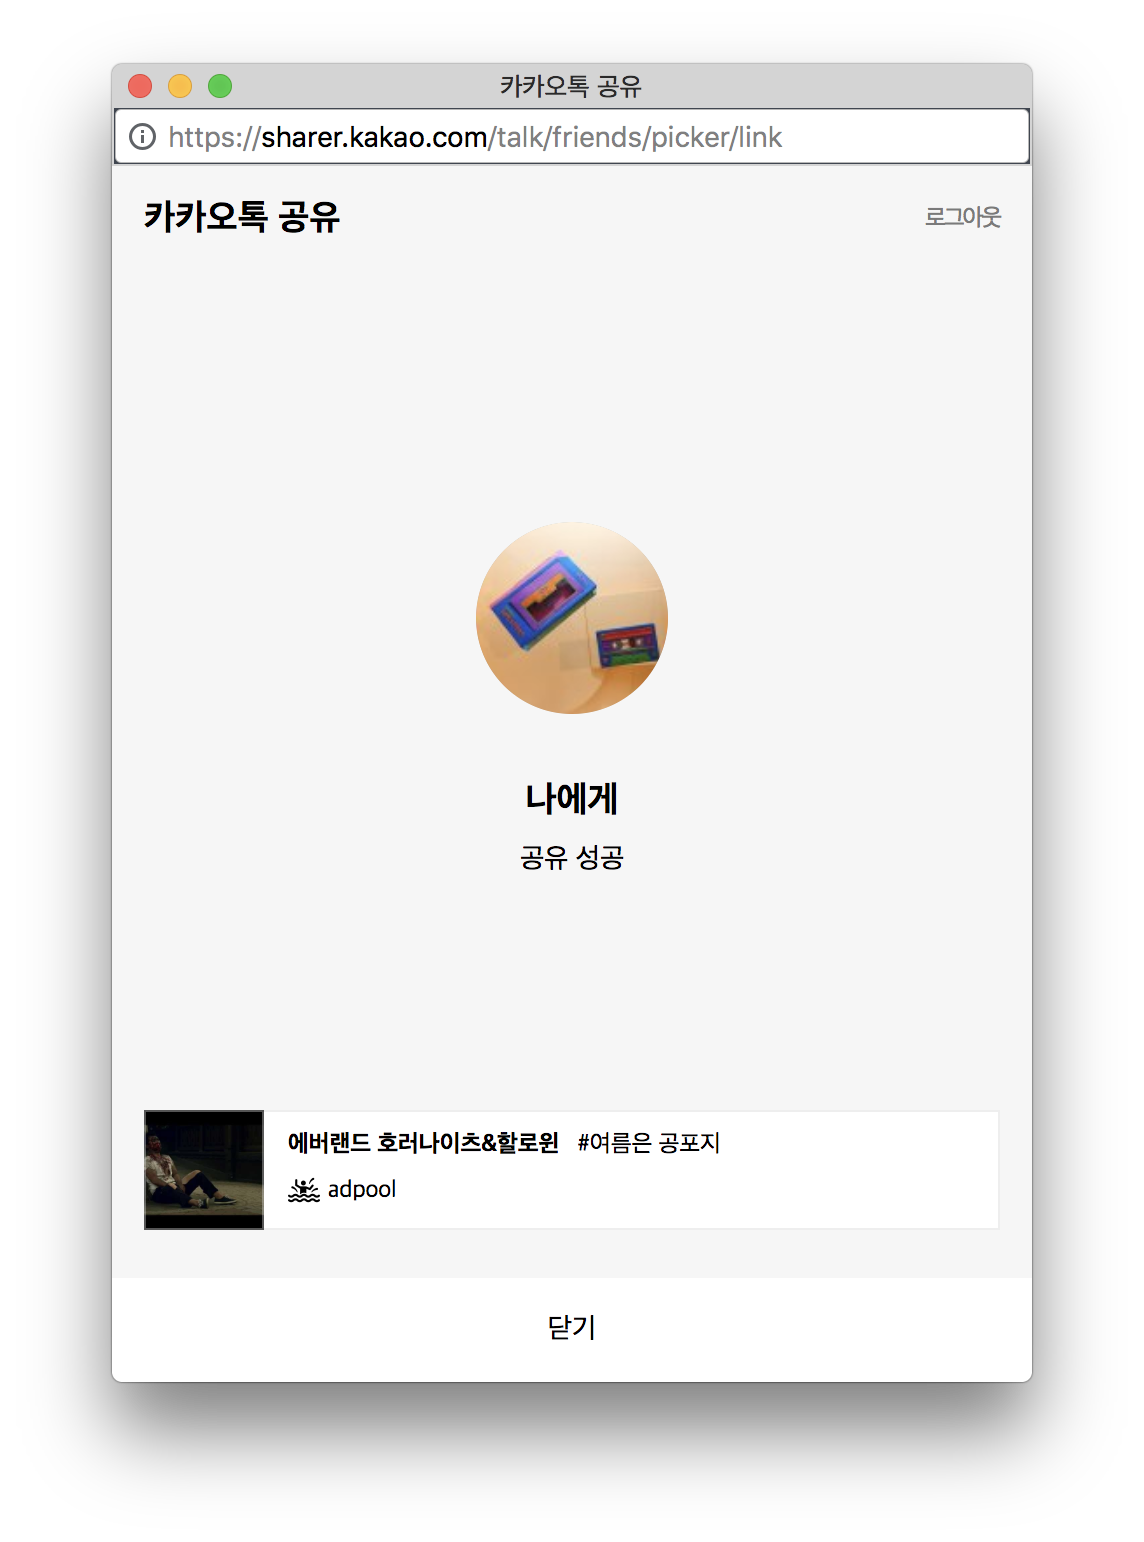 카카오톡 공유
https://sharer.kakao.com/talk/friends/picker/link
카카오톡 공유
로그아웃
나에게
공유 성공
에버랜드 호러나이츠&할로윈 #여름은 공포지
adpool
닫기